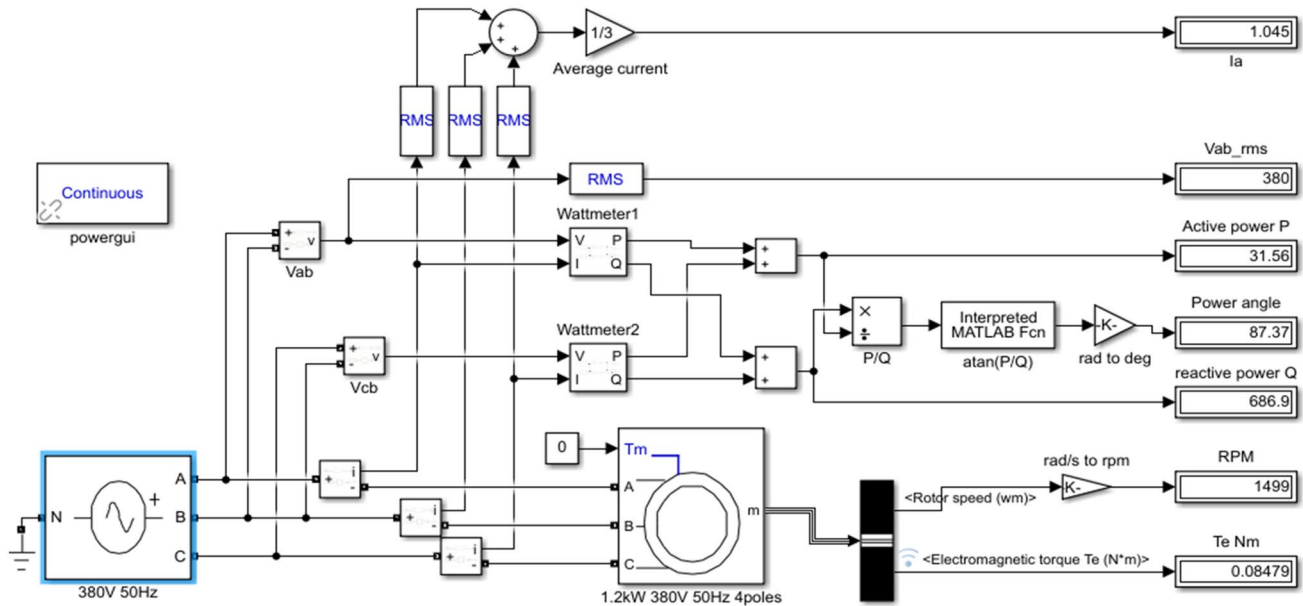 1/3
Average current
1.045
Ia
RMS
RMS
RMS
Continuous
powergui
RMS
Vab_rms
380
+
-
v
Vab
Wattmeter1
V
P
I
Q
+
+
Active power P
31.56
+
-
v
Vcb
Wattmeter2
V
P
I
Q
+
+
×
÷
P/Q
Interpreted
MATLAB Fcn
atan(P/Q)
-K-
rad to deg
Power angle
87.37
reactive power Q
686.9
N
+
A
B
C
380V 50Hz
+
i
-
+
i
-
+
i
-
0
Tm
A
B
C
m
1.2kW 380V 50Hz 4poles
<Rotor speed (wm)>
rad/s to rpm
K-
RPM
1499
<Electromagnetic torque Te (N*m)>
Te Nm
0.08479